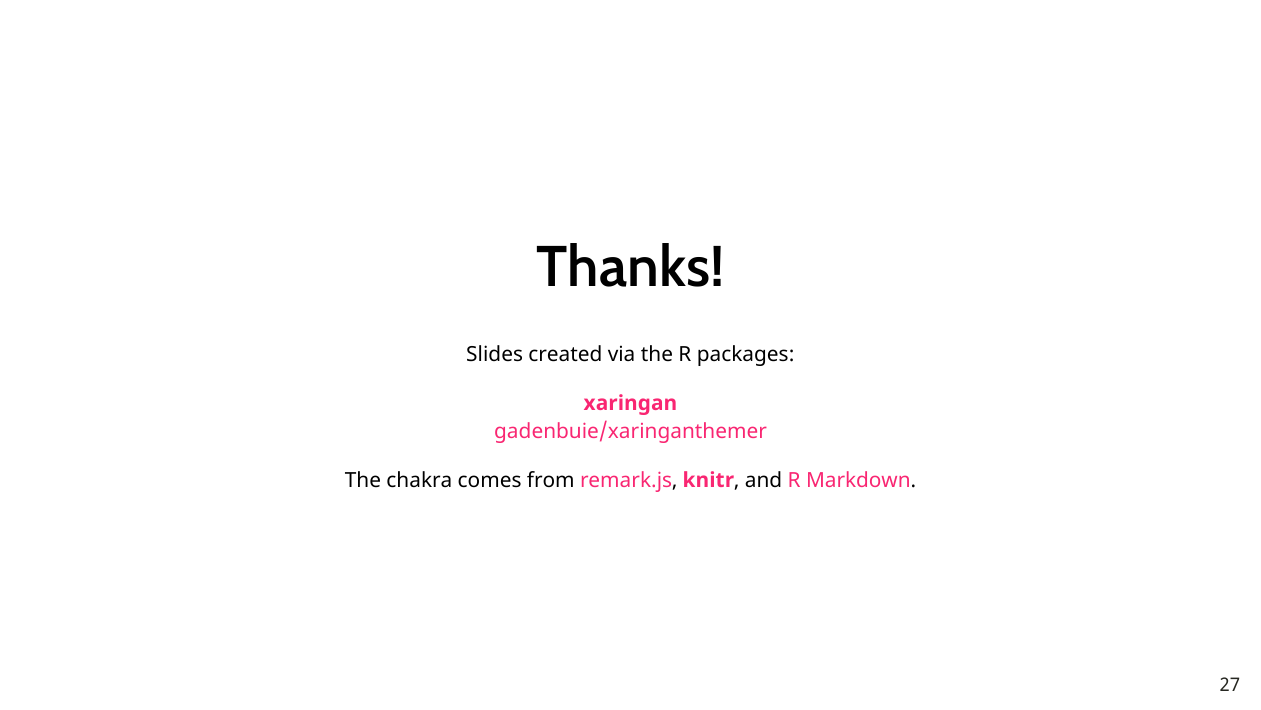 Thanks!
Slides created via the R packages:
xaringan
gadenbuie/xaringanthemer
The chakra comes from remark.js, knitr, and R Markdown.
27